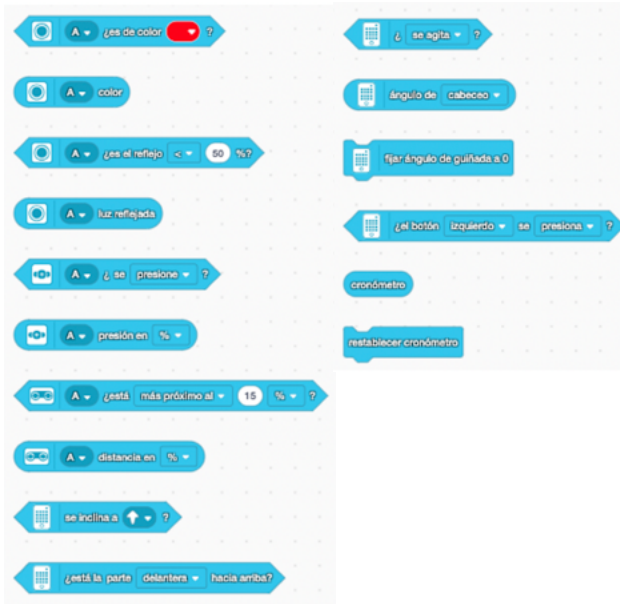 A ¿es de color ?
A color
A ¿es el reflejo < 50 %?
A luz reflejada
A ¿ se presione ?
A presión en %
A ¿está más próximo al 15 % ?
A distancia en %
se inclina a ?
¿está la parte delantera hacia arriba?
¿ se agita ?
ángulo de cabeceo
fijar ángulo de guiñada a 0
¿el botón izquierdo se presiona ?
cronómetro
restablecer cronómetro